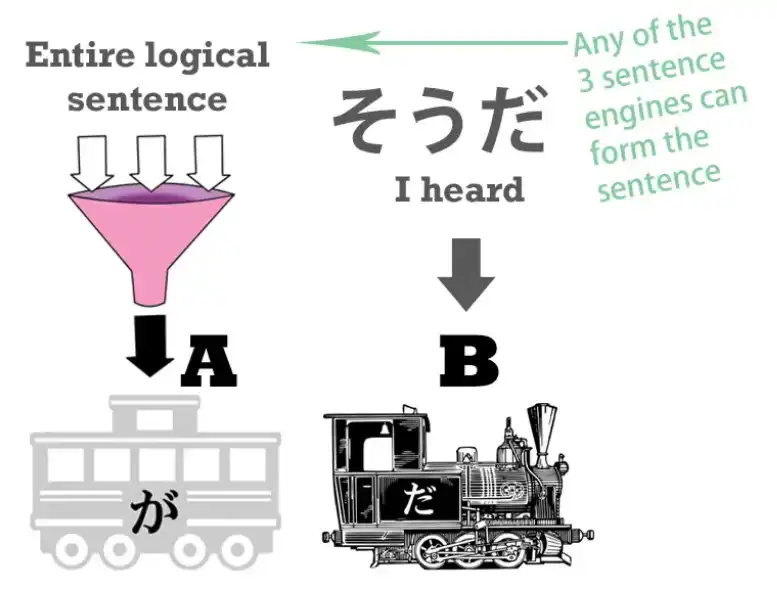 Entire logical
sentence
そうだ
I heard
Any of the
3 sentence
engines can
form the
sentence
A
B
が
だ